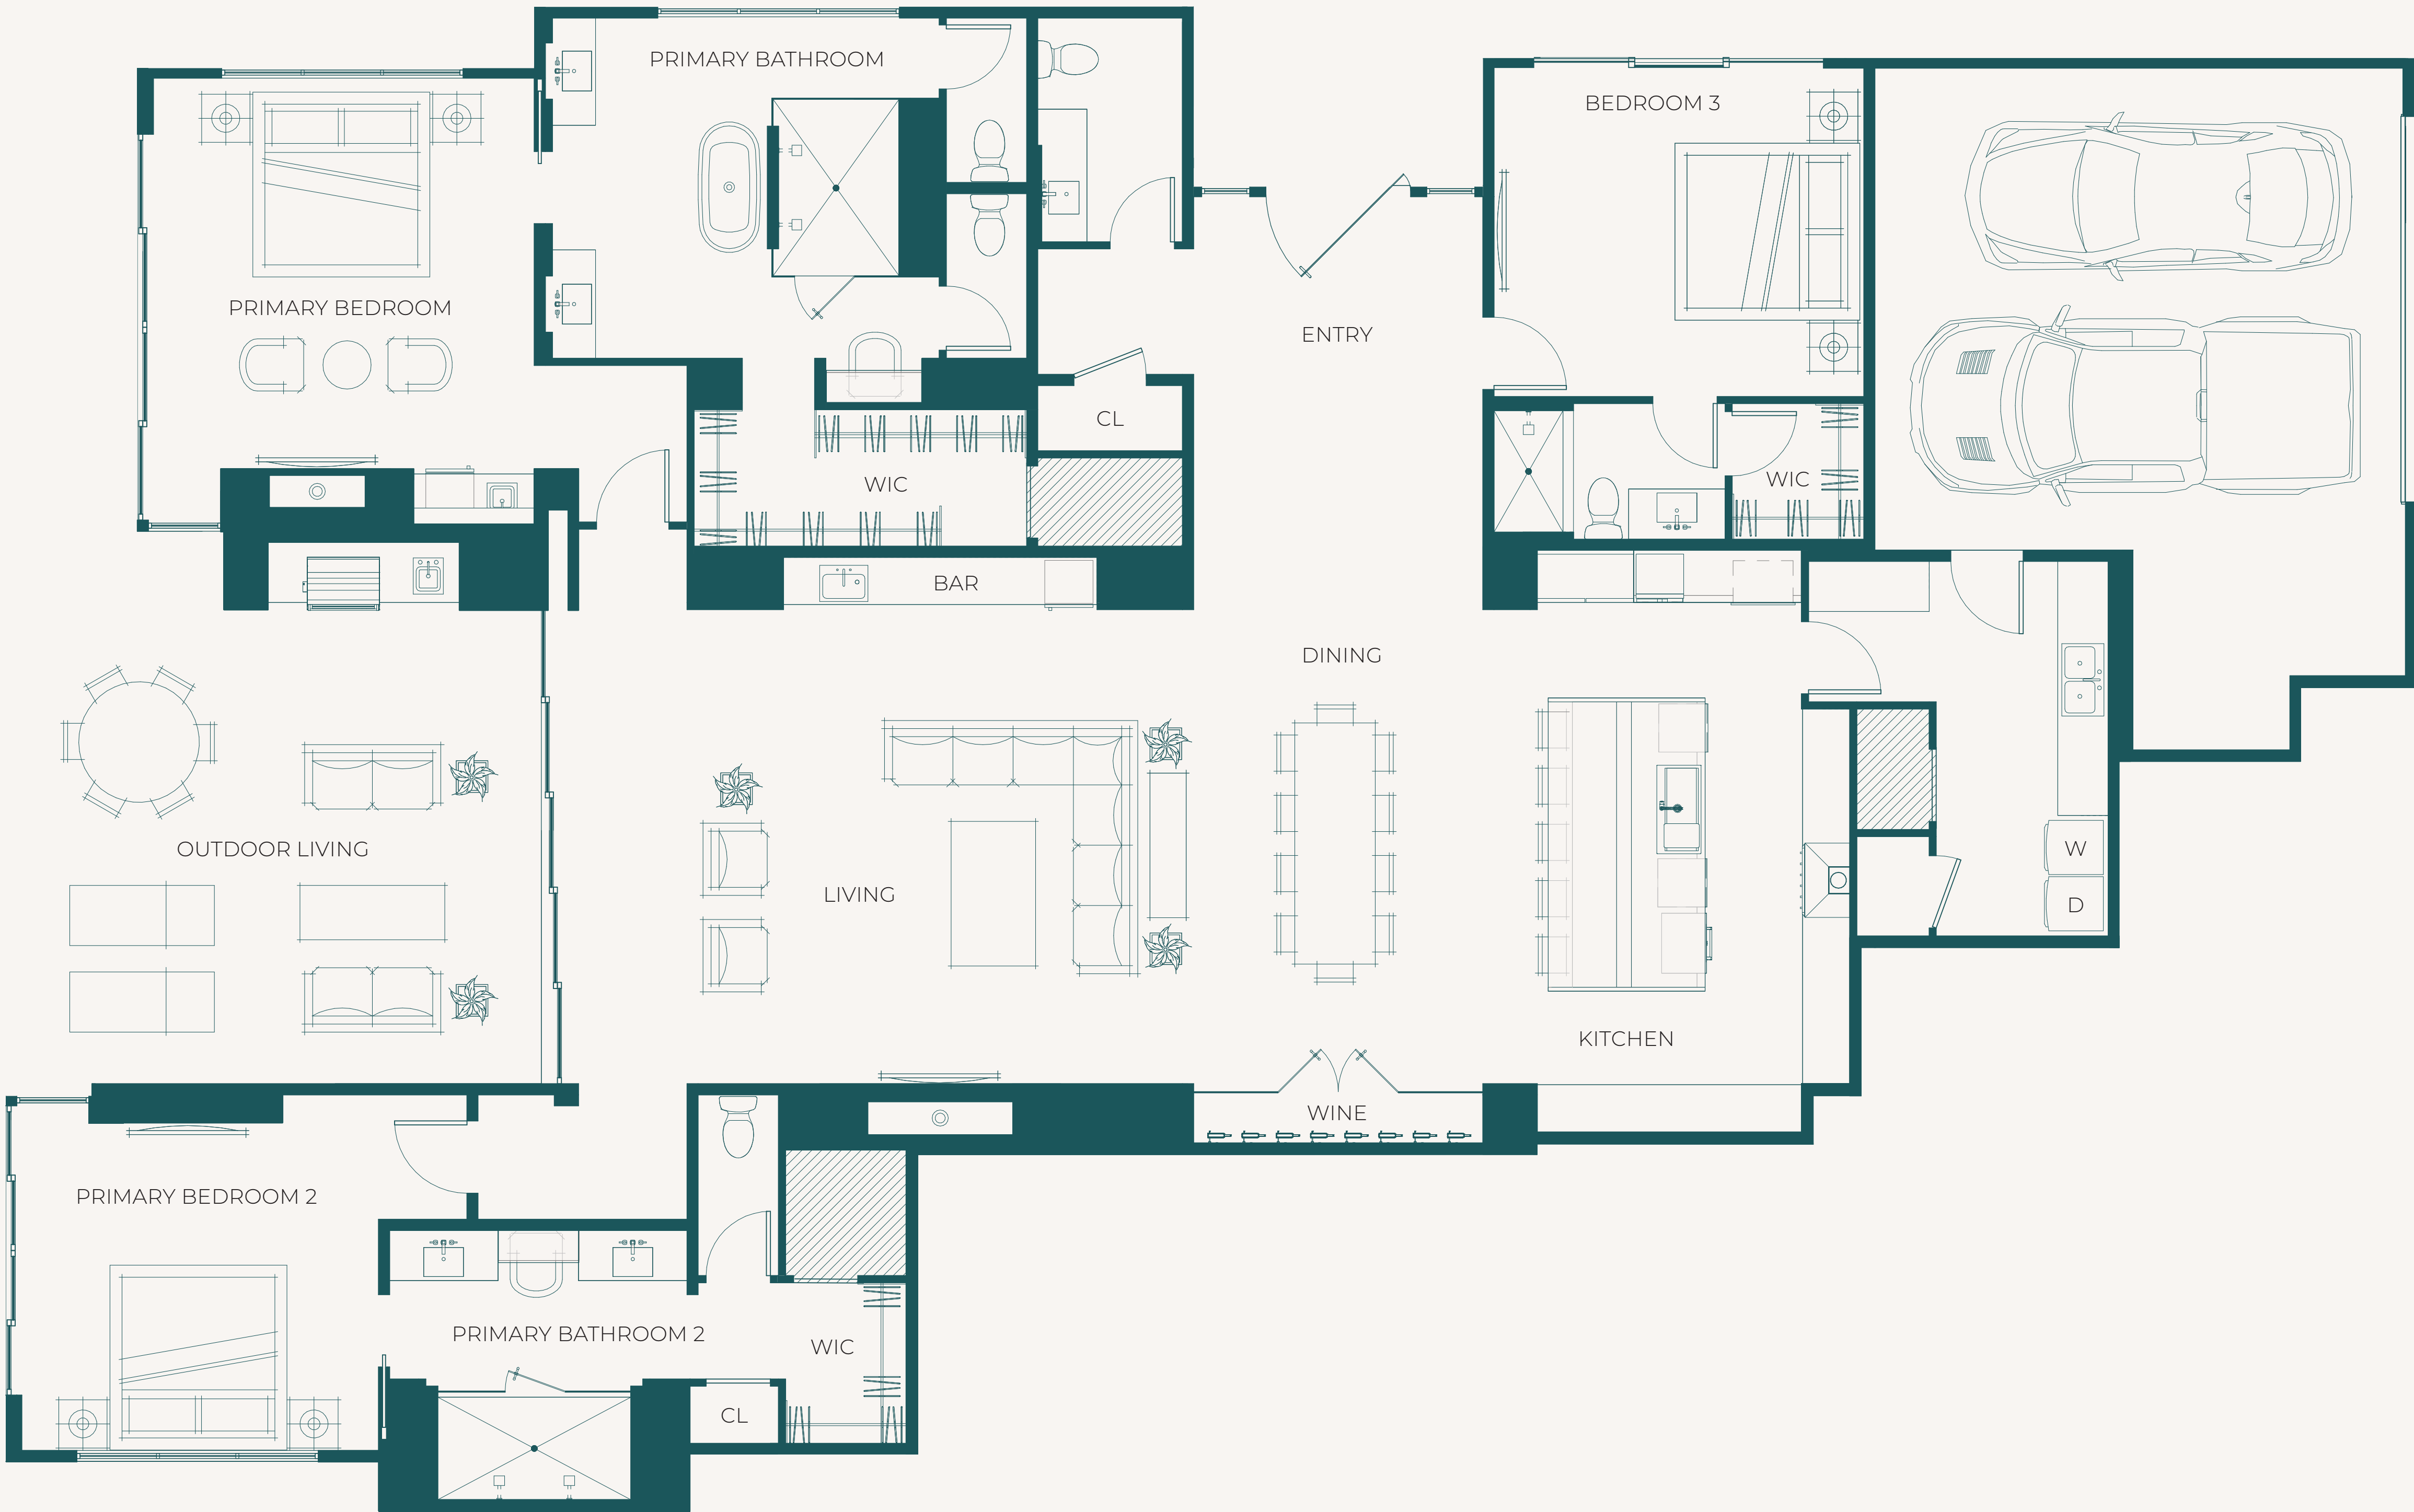 PRIMARY BATHROOM
BEDROOM 3
PRIMARY BEDROOM
ENTRY
CL
WIC
WIC
BAR
DINING
OUTDOOR LIVING
LIVING
W
D
KITCHEN
WINE
PRIMARY BEDROOM 2
PRIMARY BATHROOM 2
WIC
CL